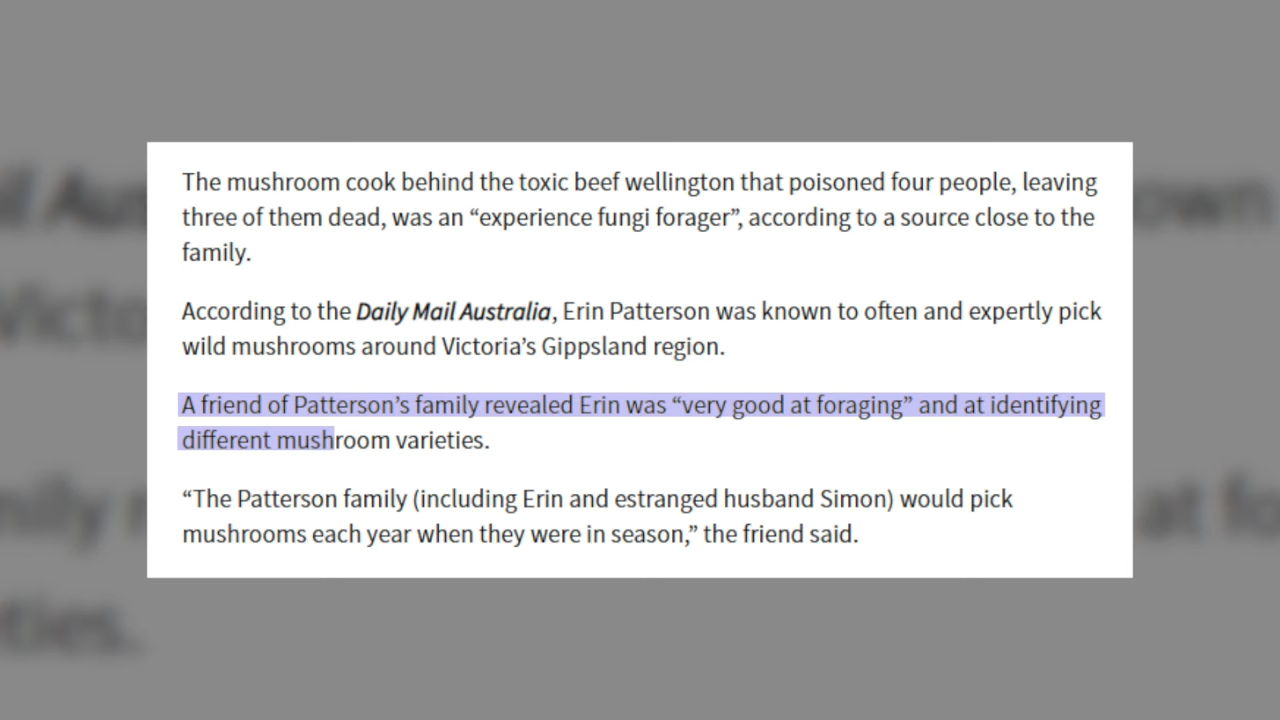 The mushroom cook behind the toxic beef wellington that poisoned four people, leaving
three of them dead, was an “experience fungi forager”, according to a source close to the
family.
According to the Daily Mail Australia, Erin Patterson was known to often and expertly pick
wild mushrooms around Victoria’s Gippsland region.
A friend of Patterson’s family revealed Erin was “very good at foraging” and at identifying
different mushroom varieties.
“The Patterson family (including Erin and estranged husband Simon) would pick
mushrooms each year when they were in season,” the friend said.